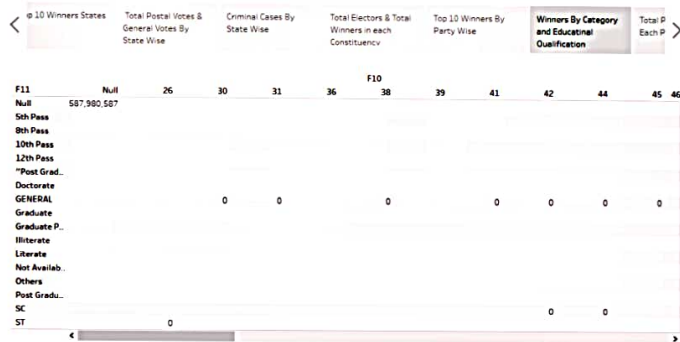 p 10 Winners States
Total Postal Votes &
General Votes By
State Wise
Criminal Cases By
State Wise
Total Electors & Total
Winners in each
Constituency
Top 10 Winners By
Party Wise
Winners By Category
and Educatinal
Qualification
Total P
Each P
F10
F11 Null 26 30 31 36 38 39 41 42 44 45 46
Null 587,980,587
5th Pass
8th Pass
10th Pass
12th Pass
"Post Grad..
Doctorate
GENERAL 0 0 0 0 0 0 0
Graduate
Graduate P..
Illiterate
Literate
Not Availab..
Others
Post Gradu..
SC 0 0
ST 0